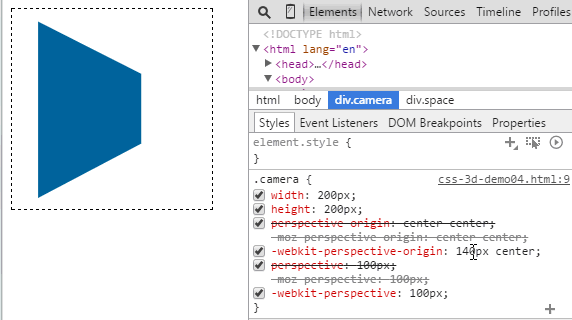 Elements Network Sources Timeline Profiles
<!DOCTYPE html>
<html lang="en">
<head>…</head>
<body>
html body div.camera div.space
Styles Event Listeners DOM Breakpoints Properties
element.style {
}
.camera { css-3d-demo04.html:9
width: 200px;
height: 200px;
perspective-origin: center center;
-moz-perspective-origin: center center;
-webkit-perspective-origin: 140px center;
perspective: 100px;
-moz-perspective: 100px;
-webkit-perspective: 100px;
}